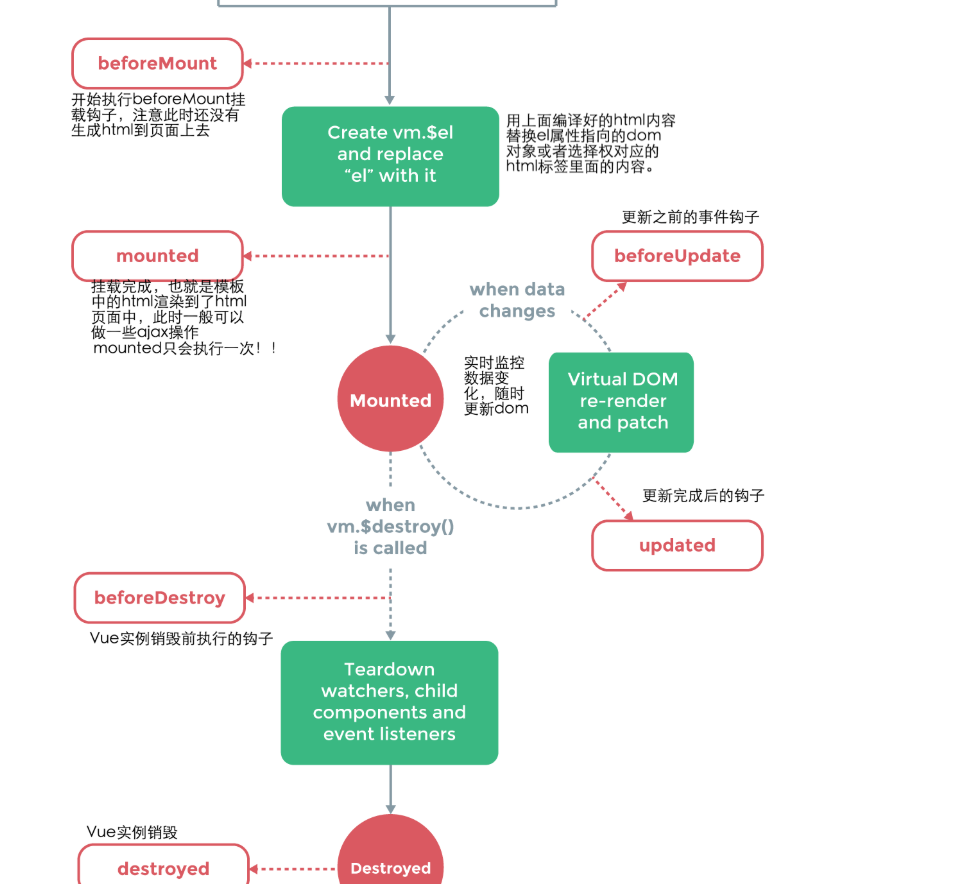 beforeMount
开始执行beforeMount挂
载钩子，注意此时还没有
生成html到页面上去
Create vm.$el
and replace
“el” with it
用上面编译好的html内容
替换el属性指向的dom
对象或者选择权对应的
html标签里面的内容。
更新之前的事件钩子
mounted
beforeUpdate
挂载完成，也就是模板
中的html渲染到了html
页面中，此时一般可以
做一些ajax操作
mounted只会执行一次！！
when data
changes
实时监控
数据变
化，随时
更新dom
Mounted
Virtual DOM
re-render
and patch
更新完成后的钩子
updated
when
vm.$destroy()
is called
beforeDestroy
Vue实例销毁前执行的钩子
Teardown
watchers, child
components and
event listeners
Vue实例销毁
destroyed
Destroyed